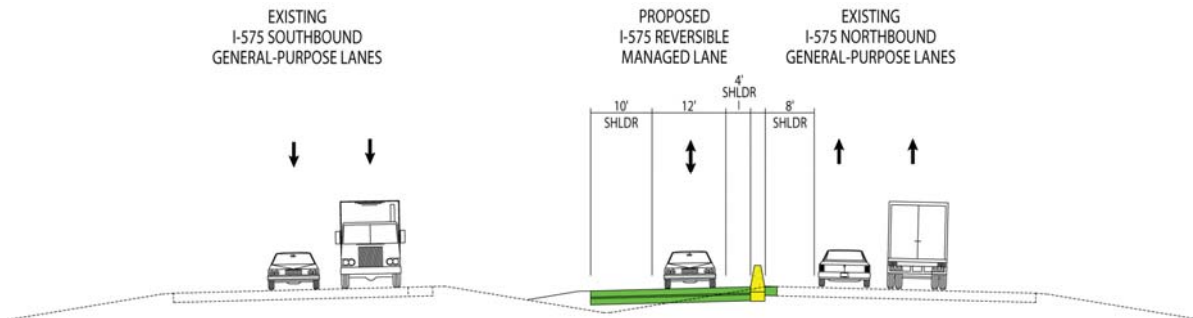 EXISTING
I-575 SOUTHBOUND
GENERAL-PURPOSE LANES
PROPOSED
I-575 REVERSIBLE
MANAGED LANE
EXISTING
I-575 NORTHBOUND
GENERAL-PURPOSE LANES
4'
SHLDR
10'
SHLDR
12'
8'
SHLDR